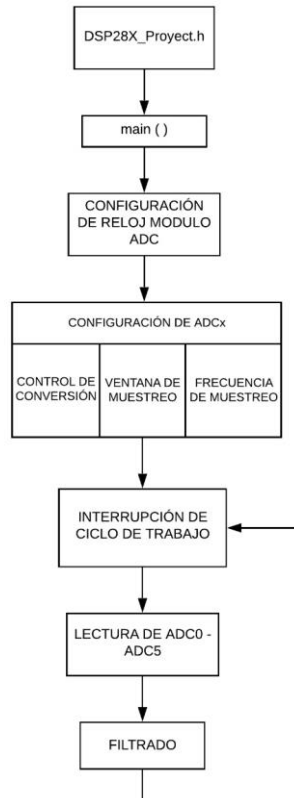 DSP28X_Proyect.h
main ( )
CONFIGURACIÓN
DE RELOJ MODULO
ADC
CONFIGURACIÓN DE ADCx
CONTROL DE
CONVERSIÓN
VENTANA DE
MUESTREO
FRECUENCIA
DE MUESTREO
INTERRUPCIÓN DE
CICLO DE TRABAJO
LECTURA DE ADC0 -
ADC5
FILTRADO